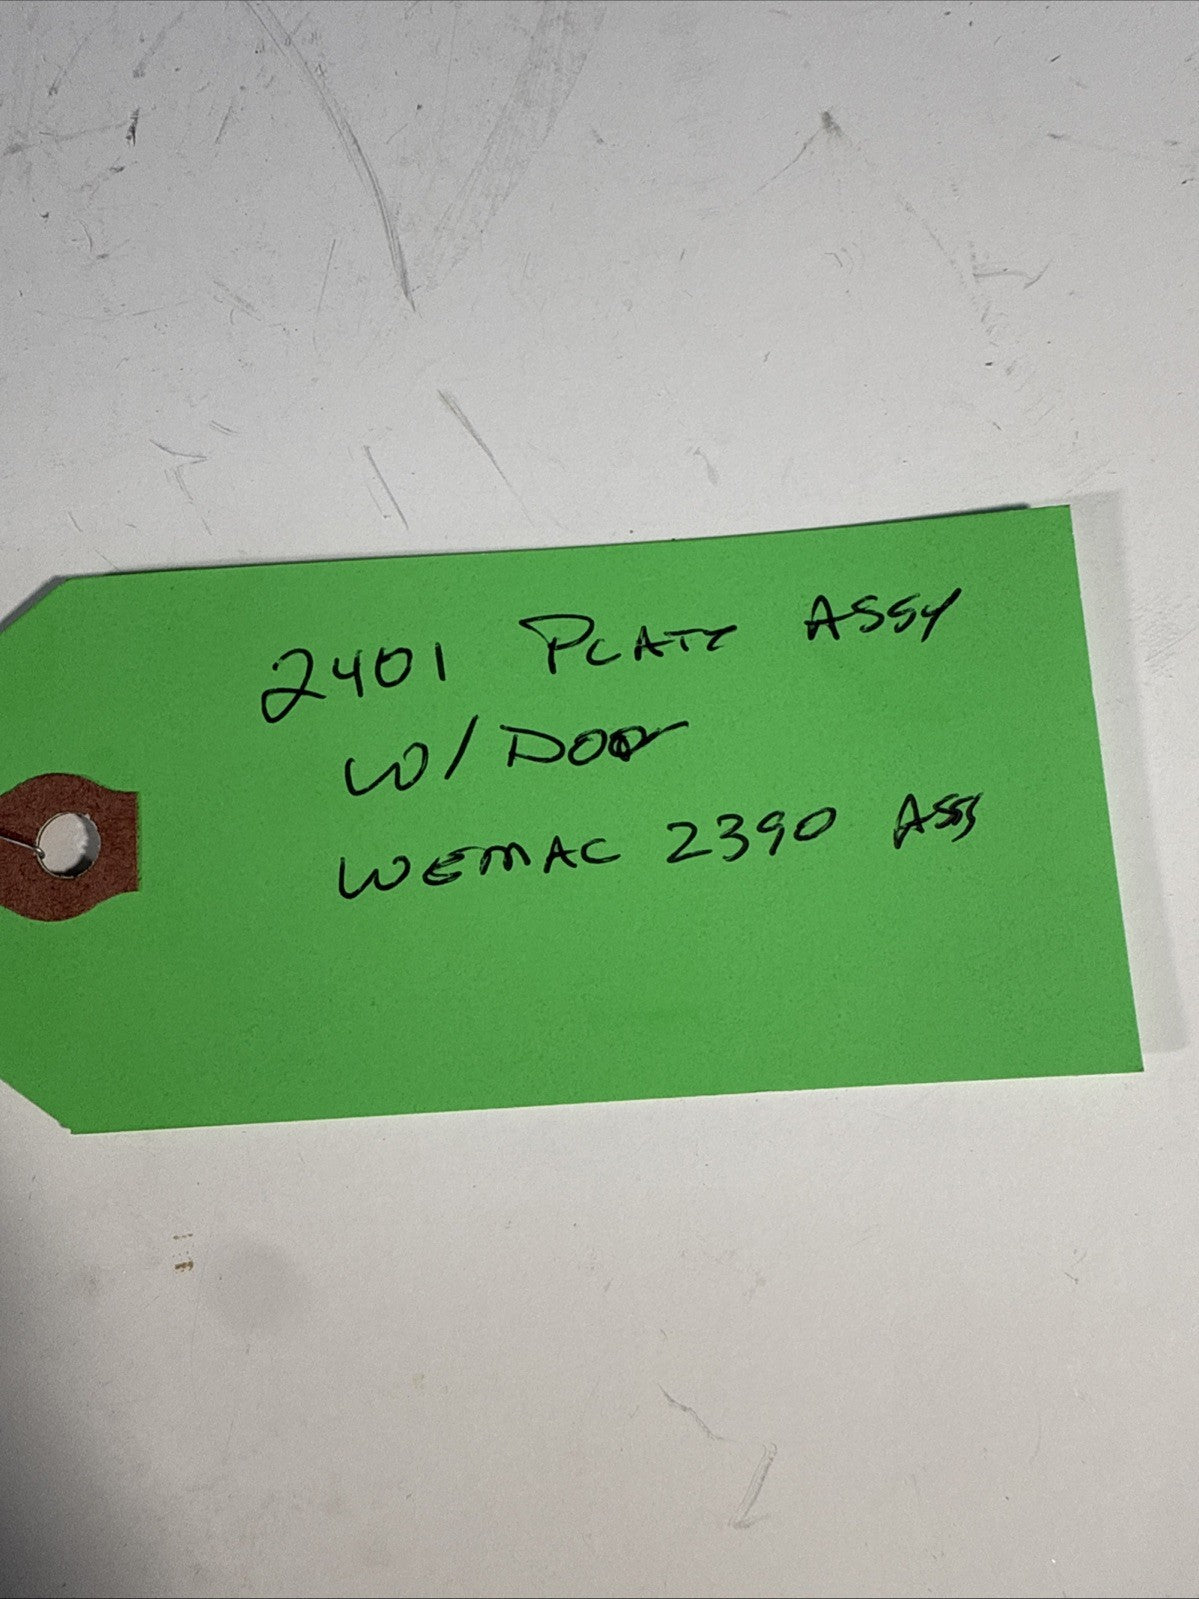 2401 PLATE ASSY
W/DOOR
WEMAC 2390 ASSY